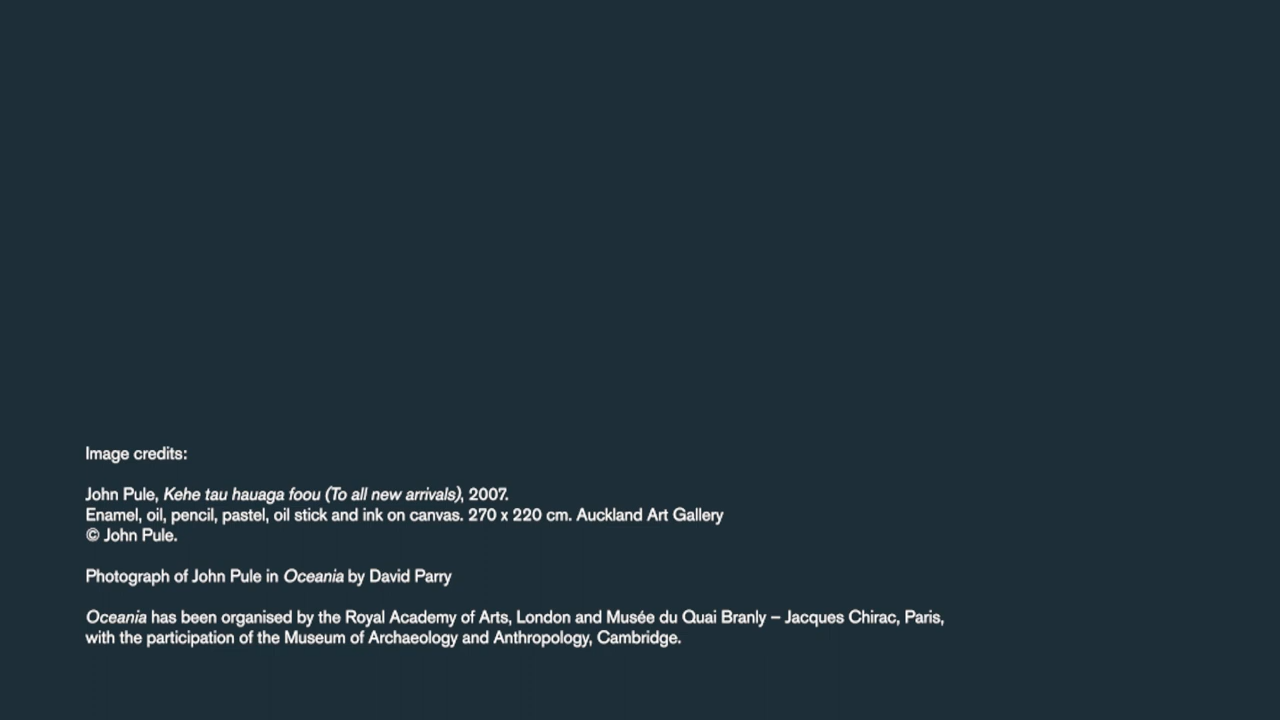 Image credits:
John Pule, Kehe tau hauaga foou (To all new arrivals), 2007.
Enamel, oil, pencil, pastel, oil stick and ink on canvas. 270 x 220 cm. Auckland Art Gallery
© John Pule.
Photograph of John Pule in Oceania by David Parry
Oceania has been organised by the Royal Academy of Arts, London and Musée du Quai Branly – Jacques Chirac, Paris,
with the participation of the Museum of Archaeology and Anthropology, Cambridge.